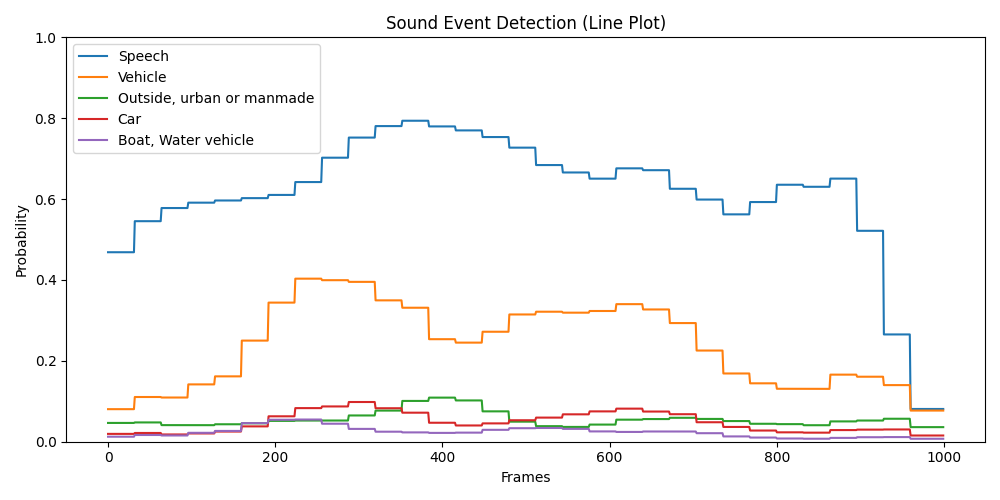 Sound Event Detection (Line Plot)
1.0
0.8
0.6
0.4
0.2
0.0
Probability
Speech
Vehicle
Outside, urban or manmade
Car
Boat, Water vehicle
0
200
400
600
800
1000
Frames